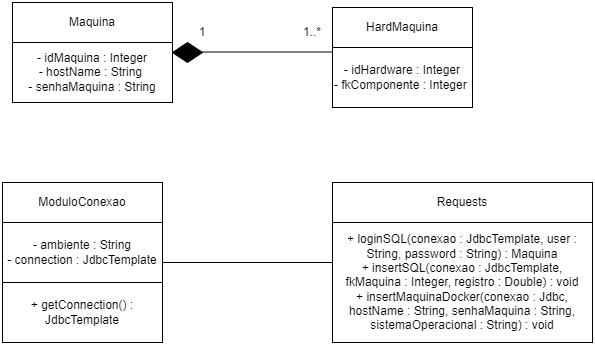 Maquina
- idMaquina : Integer
- hostName : String
- senhaMaquina : String
1
1..*
HardMaquina
- idHardware : Integer
- fkComponente : Integer
ModuloConexao
- ambiente : String
- connection : JdbcTemplate
+ getConnection() :
JdbcTemplate
Requests
+ loginSQL(conexao : JdbcTemplate, user :
String, password : String) : Maquina
+ insertSQL(conexao : JdbcTemplate,
fkMaquina : Integer, registro : Double) : void
+ insertMaquinaDocker(conexao : Jdbc,
hostName : String, senhaMaquina : String,
sistemaOperacional : String) : void